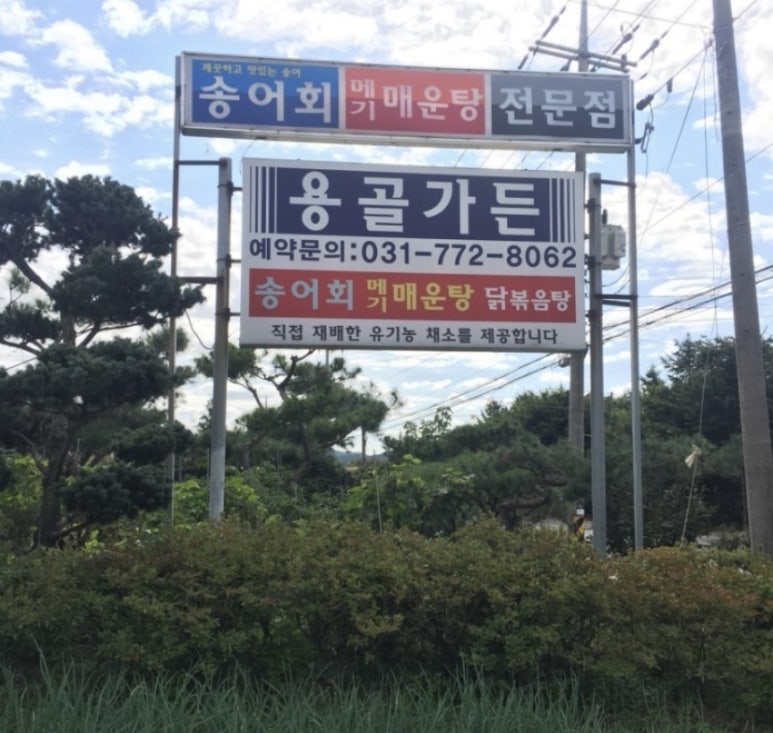 깨끗하고 맛있는 송어
송어회 메기 매운탕 전문점
용골가든
예약문의:031-772-8062
송어회 메기 매운탕 닭볶음탕
직접 재배한 유기농 채소를 제공합니다